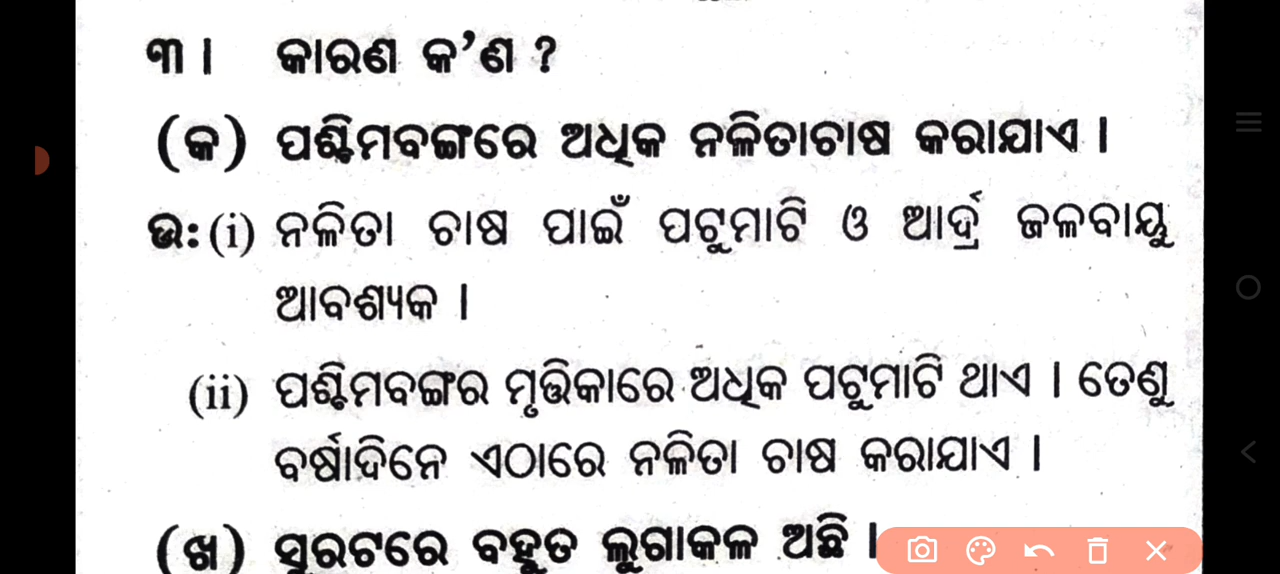 ୩ । କାରଣ କ'ଣ ?
(କ) ପଶ୍ଚିମବଙ୍ଗରେ ଅଧିକ ନଳିତାଚାଷ କରାଯାଏ ।
ଉ: (i) ନଳିତା ଚାଷ ପାଇଁ ପଟୁମାଟି ଓ ଆର୍ଦ୍ର ଜଳବାୟୁ
ଆବଶ୍ୟକ ।
(ii) ପଶ୍ଚିମବଙ୍ଗର ମୃତ୍ତିକାରେ ଅଧିକ ପଟୁମାଟି ଥାଏ । ତେଣୁ
ବର୍ଷାଦିନେ ଏଠାରେ ନଳିତା ଚାଷ କରାଯାଏ ।
(ଖ) ସୁରଟରେ ବହୁତ ଲୁଗାକଳ ଅଛି ।